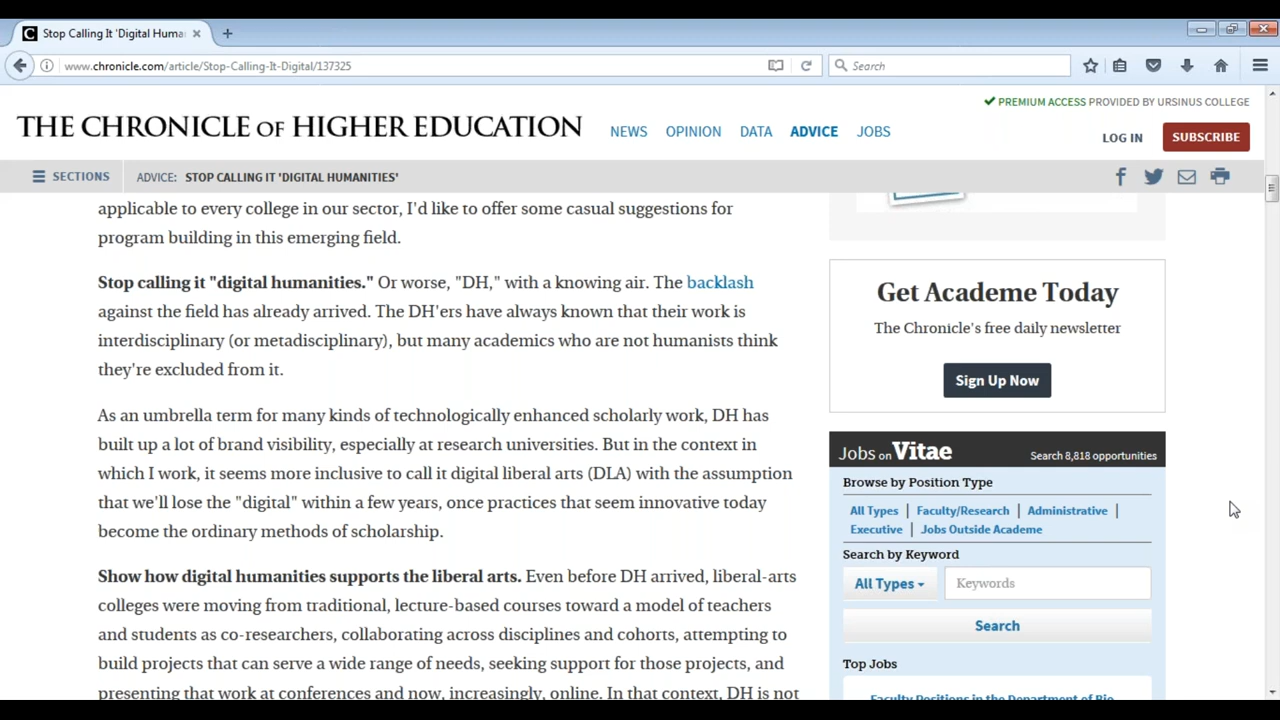 Stop Calling It 'Digital Huma
www.chronicle.com/article/Stop-Calling-It-Digital/137325
Search
PREMIUM ACCESS PROVIDED BY URSINUS COLLEGE
THE CHRONICLE OF HIGHER EDUCATION
NEWS OPINION DATA ADVICE JOBS
LOG IN
SUBSCRIBE
SECTIONS
ADVICE: STOP CALLING IT 'DIGITAL HUMANITIES'
applicable to every college in our sector, I'd like to offer some casual suggestions for
program building in this emerging field.
Stop calling it "digital humanities." Or worse, "DH," with a knowing air. The backlash
against the field has already arrived. The DH'ers have always known that their work is
interdisciplinary (or metadisciplinary), but many academics who are not humanists think
they're excluded from it.
As an umbrella term for many kinds of technologically enhanced scholarly work, DH has
built up a lot of brand visibility, especially at research universities. But in the context in
which I work, it seems more inclusive to call it digital liberal arts (DLA) with the assumption
that we'll lose the "digital" within a few years, once practices that seem innovative today
become the ordinary methods of scholarship.
Show how digital humanities supports the liberal arts. Even before DH arrived, liberal-arts
colleges were moving from traditional, lecture-based courses toward a model of teachers
and students as co-researchers, collaborating across disciplines and cohorts, attempting to
build projects that can serve a wide range of needs, seeking support for those projects, and
presenting that work at conferences and now, increasingly, online. In that context, DH is not
Get Academe Today
The Chronicle's free daily newsletter
Sign Up Now
Jobs on Vitae
Search 8,818 opportunities
Browse by Position Type
All Types | Faculty/Research | Administrative |
Executive | Jobs Outside Academe
Search by Keyword
All Types
Keywords
Search
Top Jobs
Faculty Positions in the Department of Bio